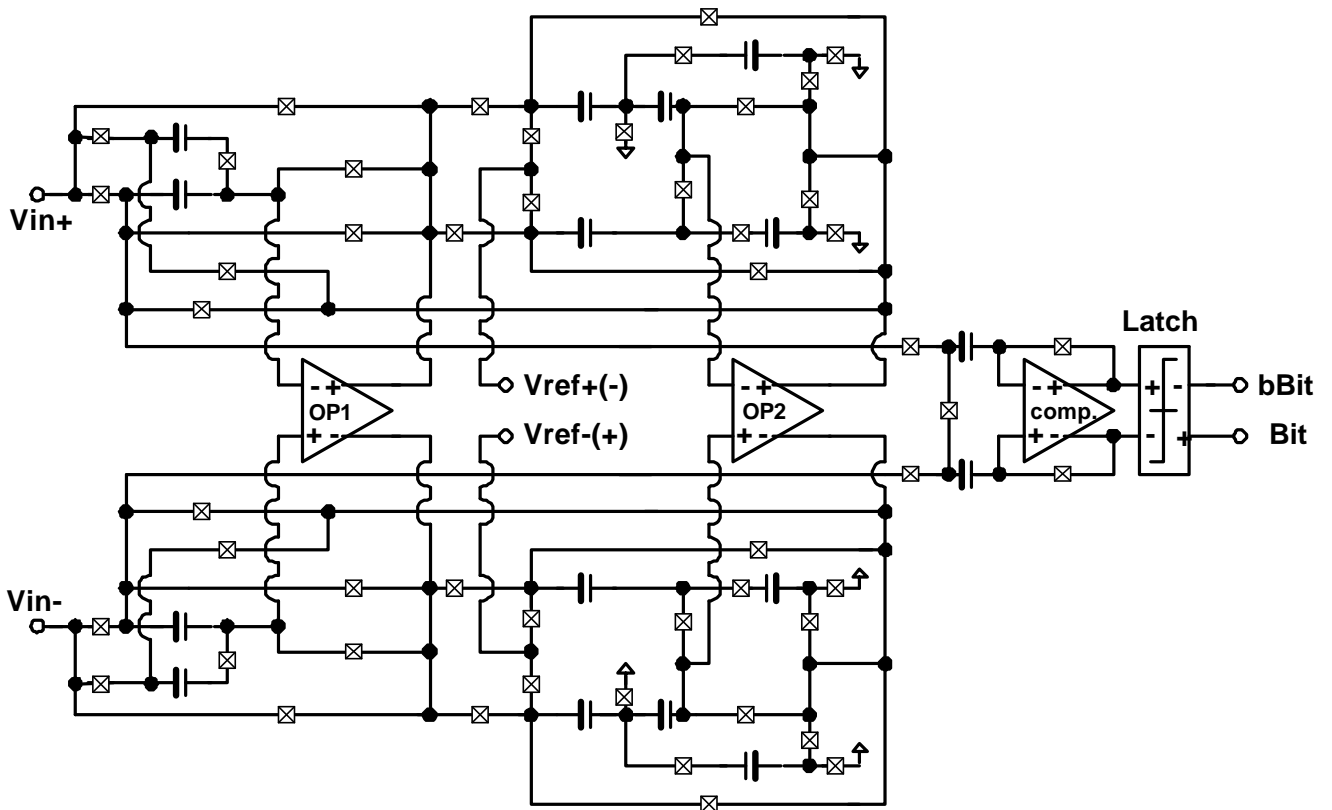 Vin+
Latch
- +
OP1
+ -
Vref+(-)
Vref-(+)
- +
OP2
+ -
- +
comp.
+ -
+ -
- +
bBit
Bit
Vin-